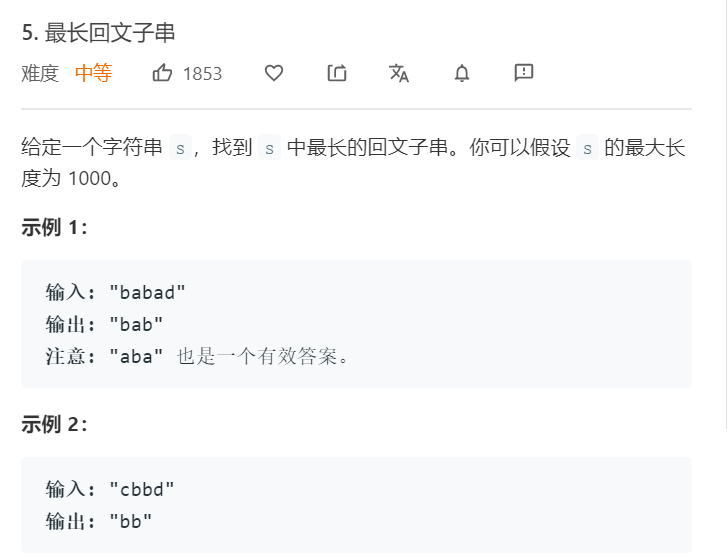 5. 最长回文子串
难度 中等 1853
给定一个字符串 s，找到 s 中最长的回文子串。你可以假设 s 的最大长
度为 1000。
示例 1：
输入: "babad"
输出: "bab"
注意: "aba" 也是一个有效答案。
示例 2：
输入: "cbbd"
输出: "bb"